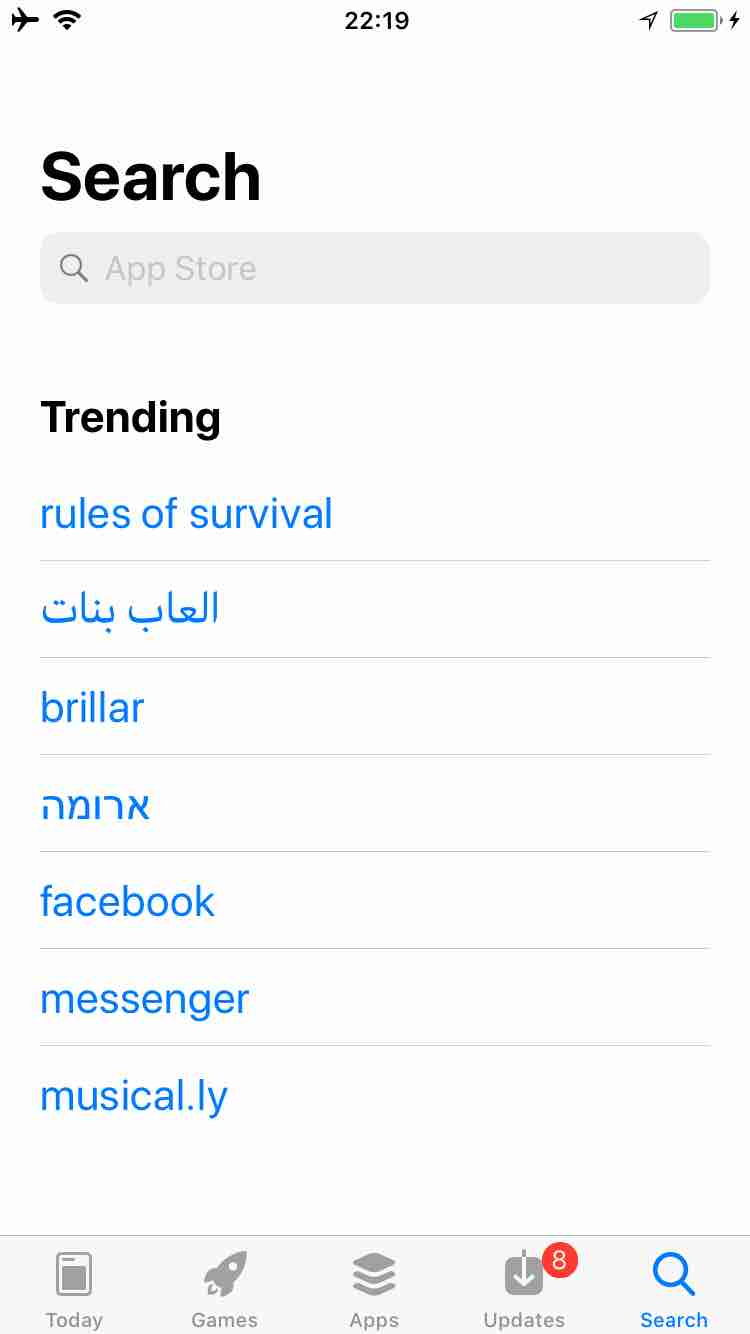 22:19
Search
App Store
Trending
rules of survival
العاب بنات
brillar
ארומה
facebook
messenger
musical.ly
8
Today
Games
Apps
Updates
Search